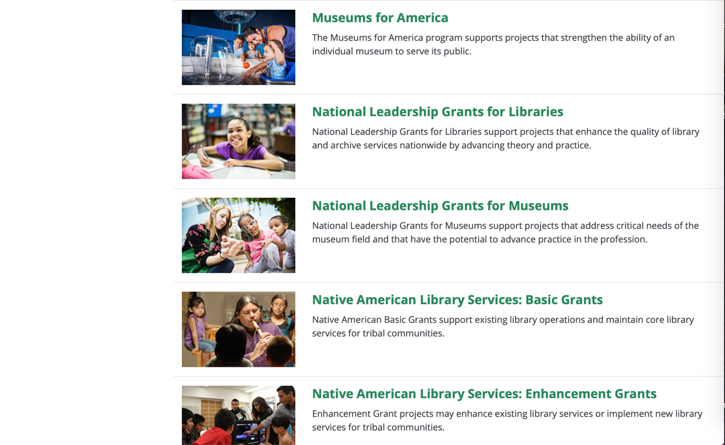 Museums for America
The Museums for America program supports projects that strengthen the ability of an
individual museum to serve its public.
National Leadership Grants for Libraries
National Leadership Grants for Libraries support projects that enhance the quality of library
and archive services nationwide by advancing theory and practice.
National Leadership Grants for Museums
National Leadership Grants for Museums support projects that address critical needs of the
museum field and that have the potential to advance practice in the profession.
Native American Library Services: Basic Grants
Native American Basic Grants support existing library operations and maintain core library
services for tribal communities.
Native American Library Services: Enhancement Grants
Enhancement Grant projects may enhance existing library services or implement new library
services for tribal communities.